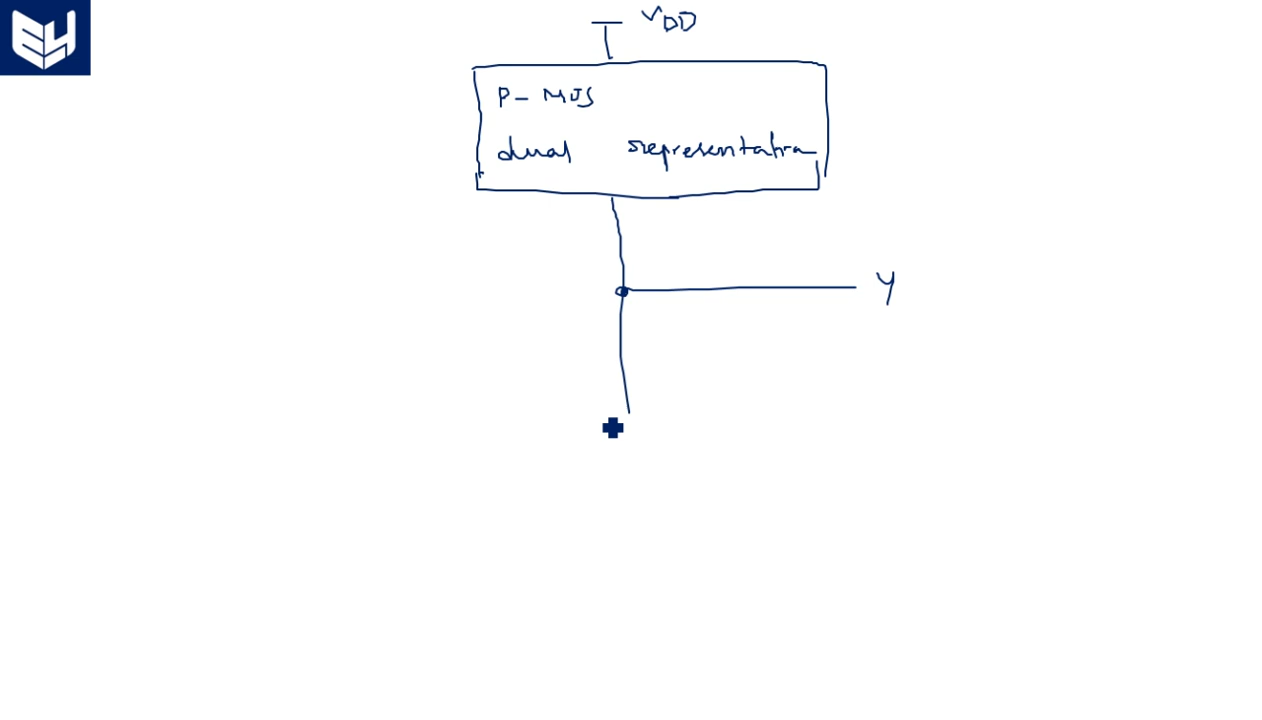 VDD
P- MOS
dual representation
Y